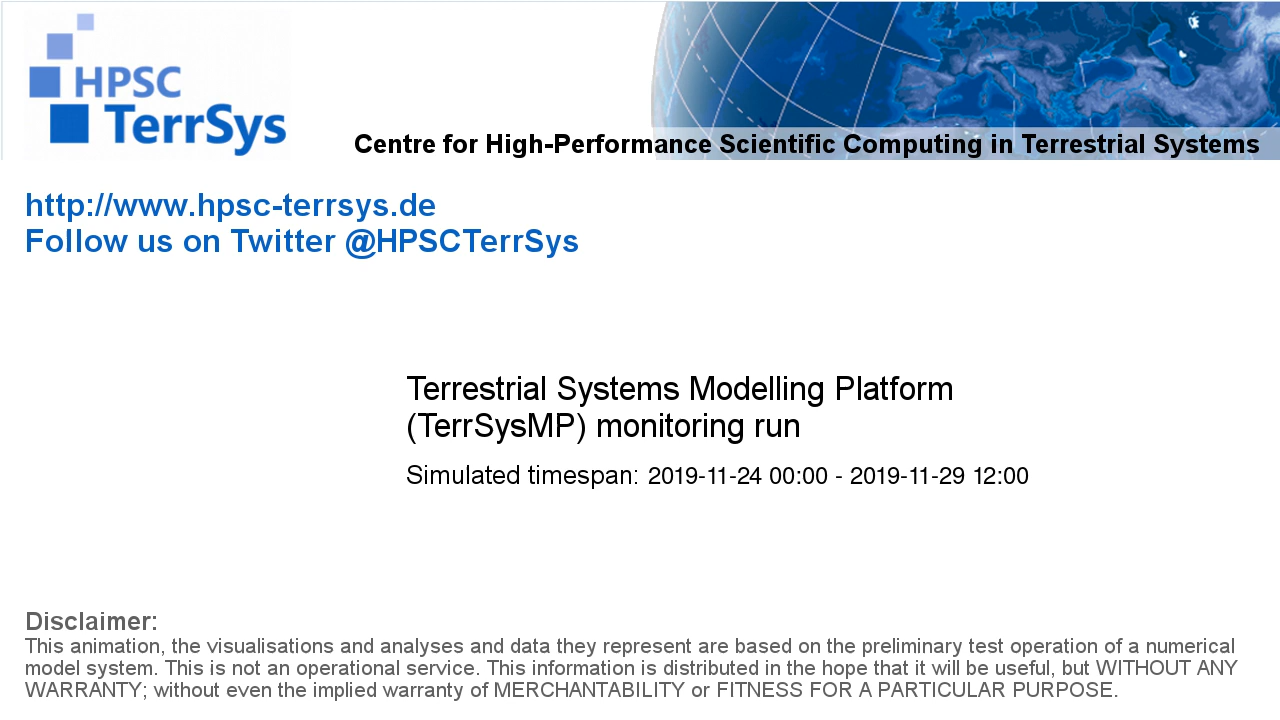 HPSC
TerrSys
Centre for High-Performance Scientific Computing in Terrestrial Systems
http://www.hpsc-terrsys.de
Follow us on Twitter @HPSCTerrSys
Terrestrial Systems Modelling Platform
(TerrSysMP) monitoring run
Simulated timespan: 2019-11-24 00:00 - 2019-11-29 12:00
Disclaimer:
This animation, the visualisations and analyses and data they represent are based on the preliminary test operation of a numerical
model system. This is not an operational service. This information is distributed in the hope that it will be useful, but WITHOUT ANY
WARRANTY; without even the implied warranty of MERCHANTABILITY or FITNESS FOR A PARTICULAR PURPOSE.